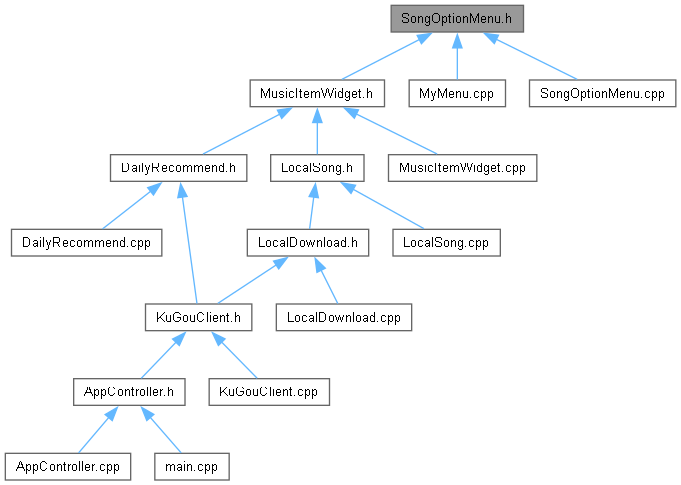 SongOptionMenu.h
MusicItemWidget.h
MyMenu.cpp
SongOptionMenu.cpp
DailyRecommend.h
LocalSong.h
MusicItemWidget.cpp
DailyRecommend.cpp
LocalDownload.h
LocalSong.cpp
KuGouClient.h
LocalDownload.cpp
AppController.h
KuGouClient.cpp
AppController.cpp
main.cpp